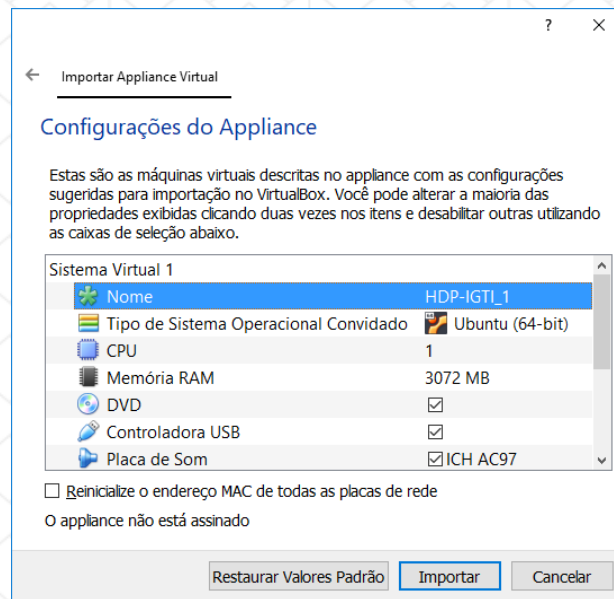 ?
Importar Appliance Virtual
Configurações do Appliance
Estas são as máquinas virtuais descritas no appliance com as configurações
sugeridas para importação no VirtualBox. Você pode alterar a maioria das
propriedades exibidas clicando duas vezes nos itens e desabilitar outras utilizando
as caixas de seleção abaixo.
Sistema Virtual 1
Nome HDP-IGTI_1
Tipo de Sistema Operacional Convidado Ubuntu (64-bit)
CPU 1
Memória RAM 3072 MB
DVD
Controladora USB
Placa de Som ICH AC97
Reinicialize o endereço MAC de todas as placas de rede
O appliance não está assinado
Restaurar Valores Padrão Importar Cancelar